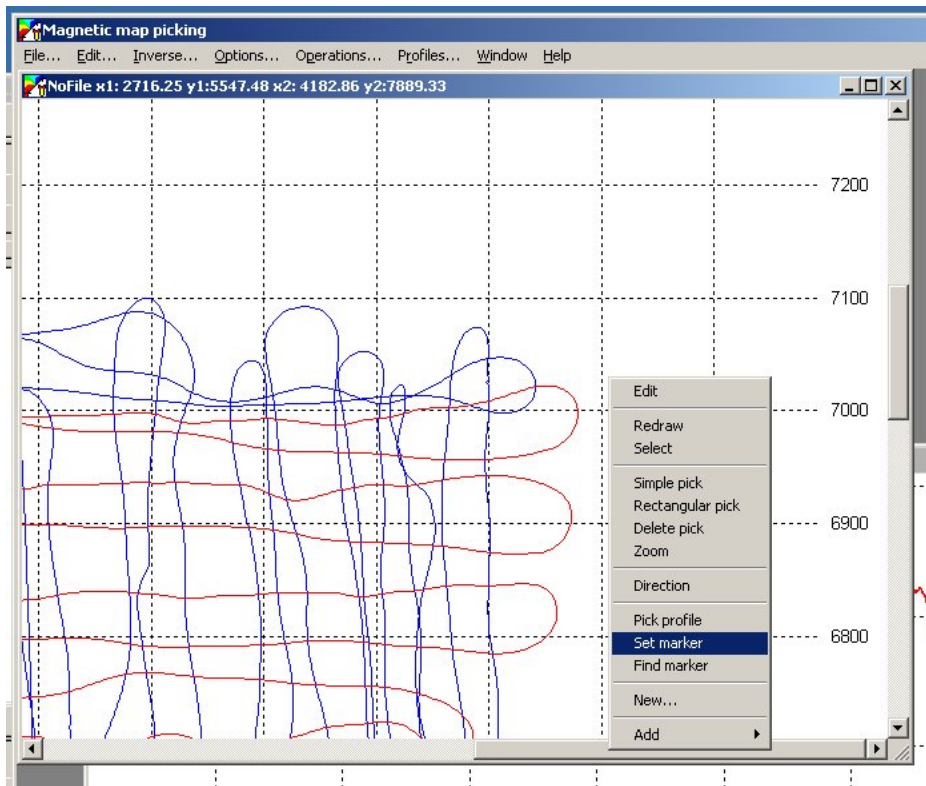 Magnetic map picking
File... Edit... Inverse... Options... Operations... Profiles... Window Help
NoFile x1: 2716.25 y1:5547.48 x2: 4182.86 y2:7889.33
7200
7100
7000
6900
6800
Edit
Redraw
Select
Simple pick
Rectangular pick
Delete pick
Zoom
Direction
Pick profile
Set marker
Find marker
New...
Add